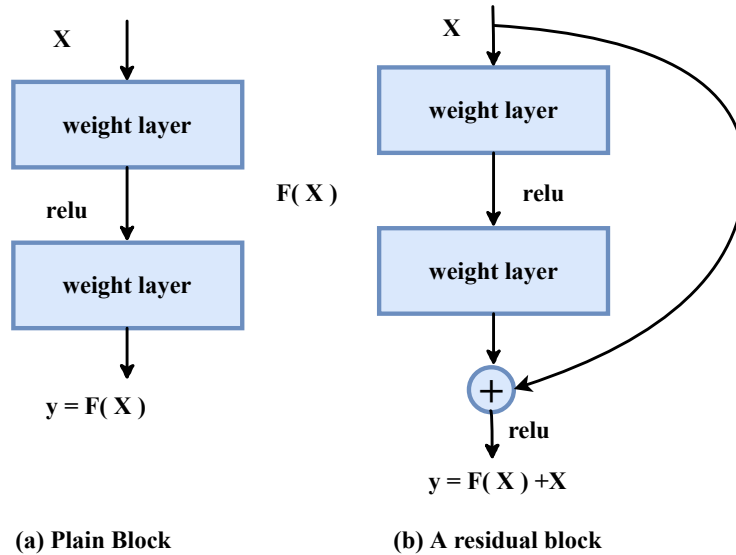 X
weight layer
relu
weight layer
y = F( X )
(a) Plain Block
X
weight layer
F( X )
relu
weight layer
+
relu
y = F( X ) +X
(b) A residual block